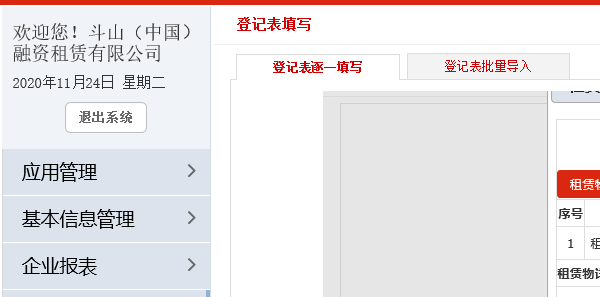 欢迎您！斗山（中国）
融资租赁有限公司
2020年11月24日 星期二
退出系统
应用管理
基本信息管理
企业报表
登记表填写
登记表逐一填写
登记表批量导入
租赁物
序号
1 租
租赁物详